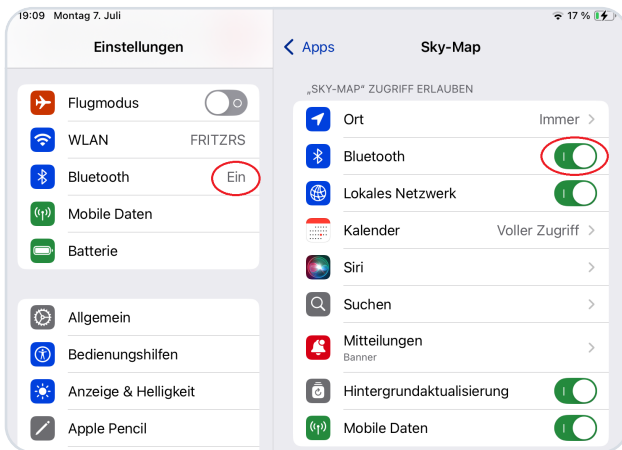 19:09 Montag 7. Juli
17 %
Einstellungen
Flugmodus
WLAN FRITZRS
Bluetooth Ein
Mobile Daten
Batterie
Allgemein
Bedienungshilfen
Anzeige & Helligkeit
Apple Pencil
Apps
Sky-Map
„SKY-MAP“ ZUGRIFF ERLAUBEN
Ort Immer
Bluetooth
Lokales Netzwerk
Kalender Voller Zugriff
Siri
Suchen
Mitteilungen
Banner
Hintergrundaktualisierung
Mobile Daten